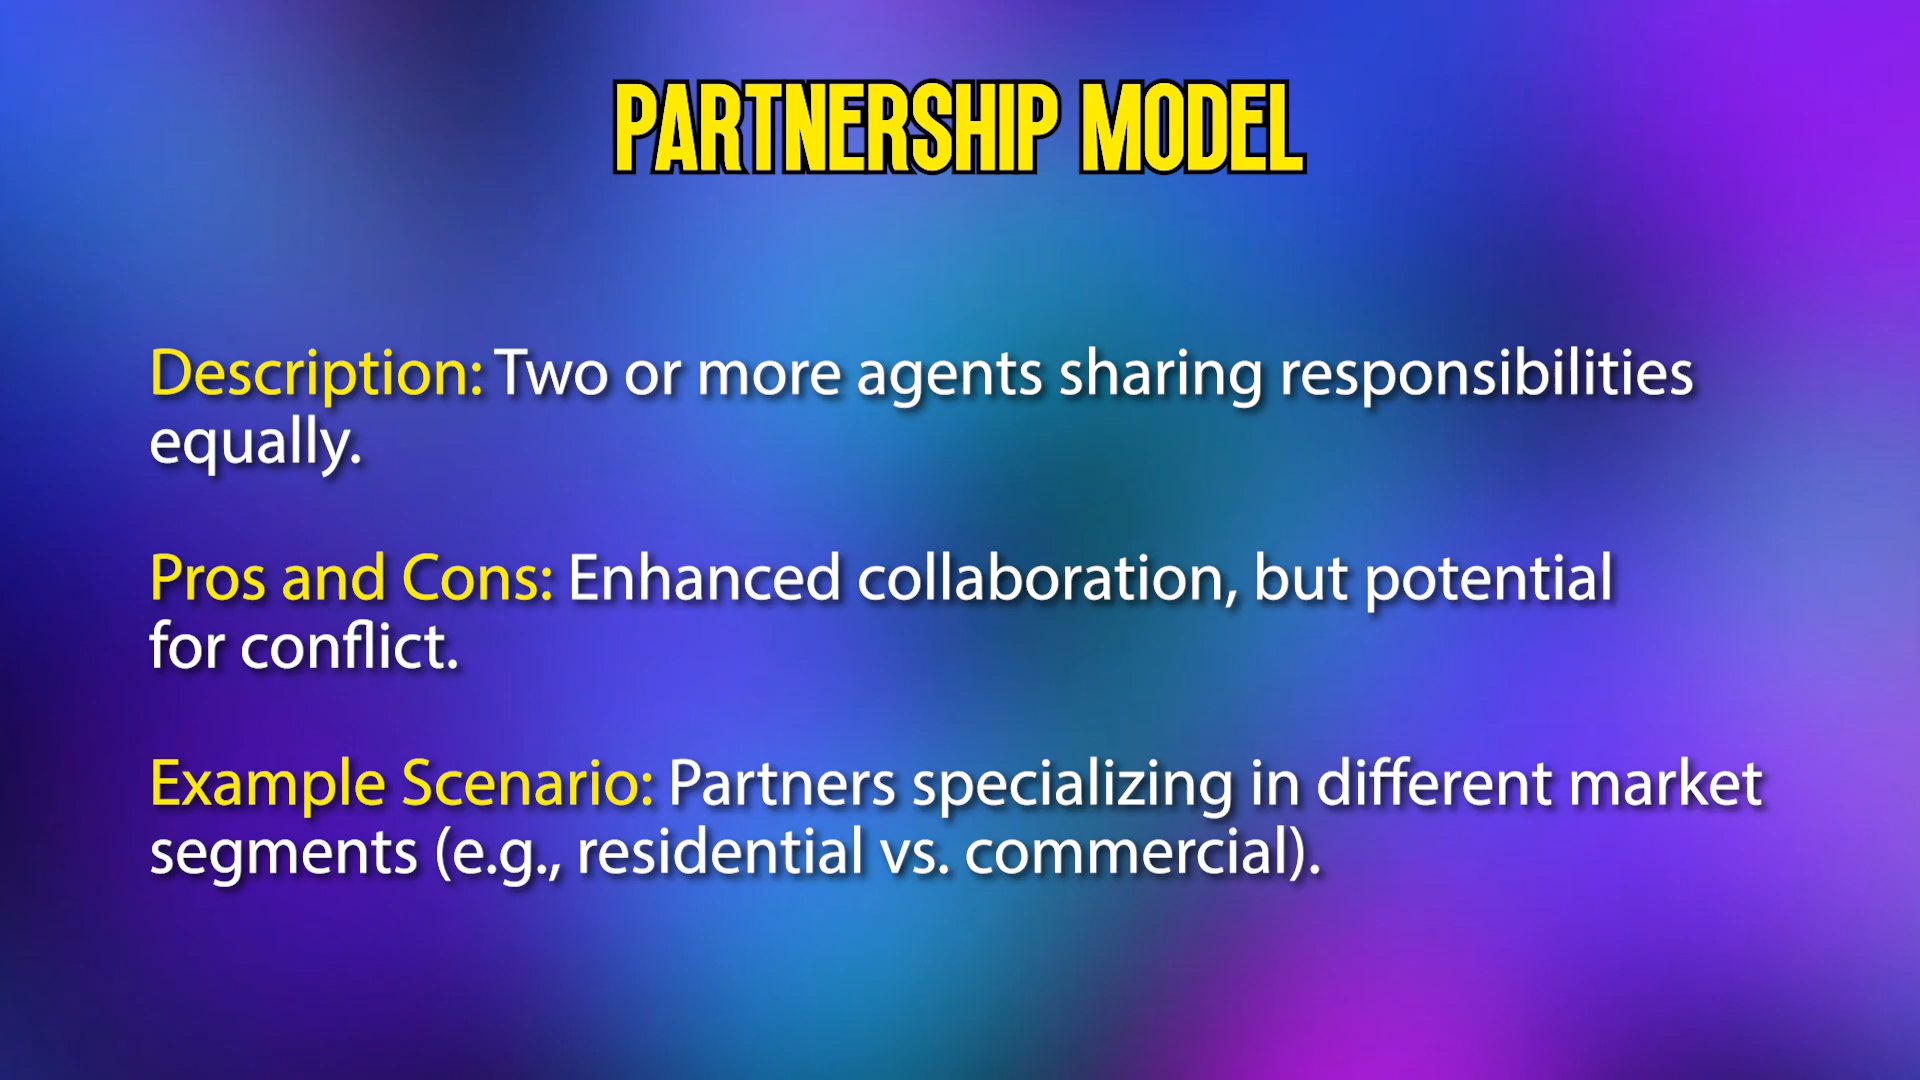 PARTNERSHIP MODEL
Description: Two or more agents sharing responsibilities
equally.
Pros and Cons: Enhanced collaboration, but potential
for conflict.
Example Scenario: Partners specializing in different market
segments (e.g., residential vs. commercial).